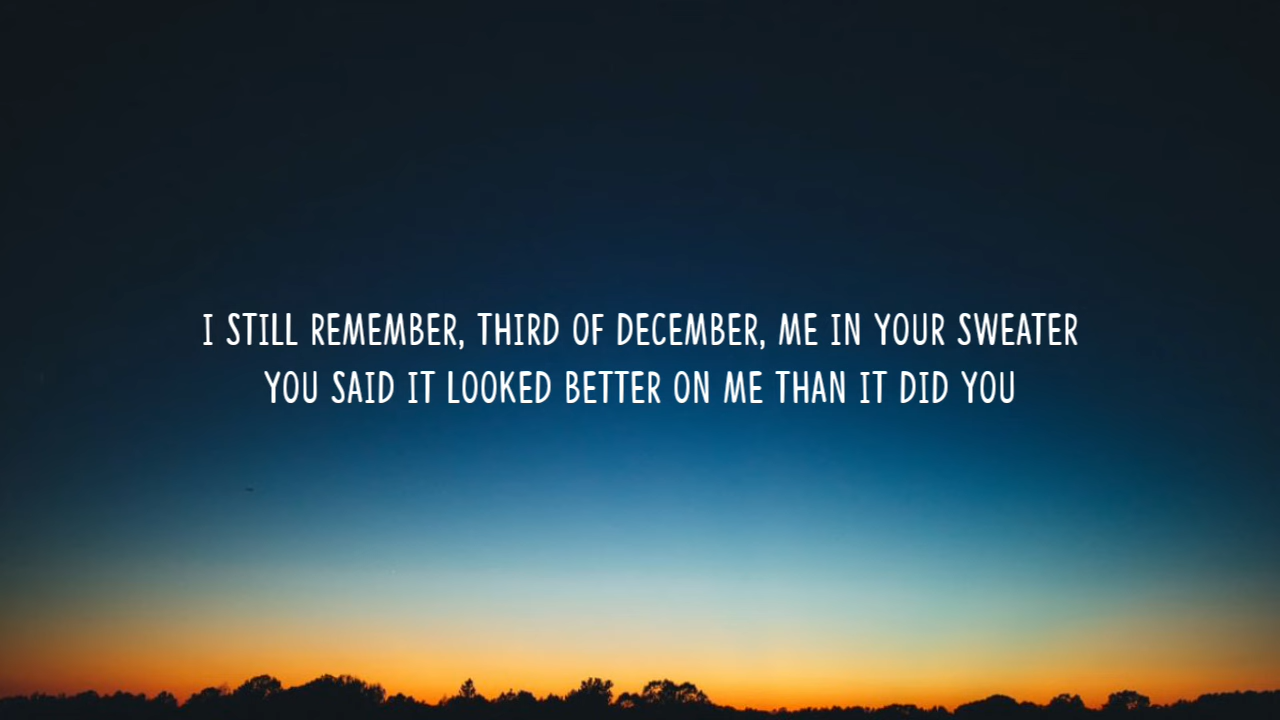 I STILL REMEMBER, THIRD OF DECEMBER, ME IN YOUR SWEATER
YOU SAID IT LOOKED BETTER ON ME THAN IT DID YOU